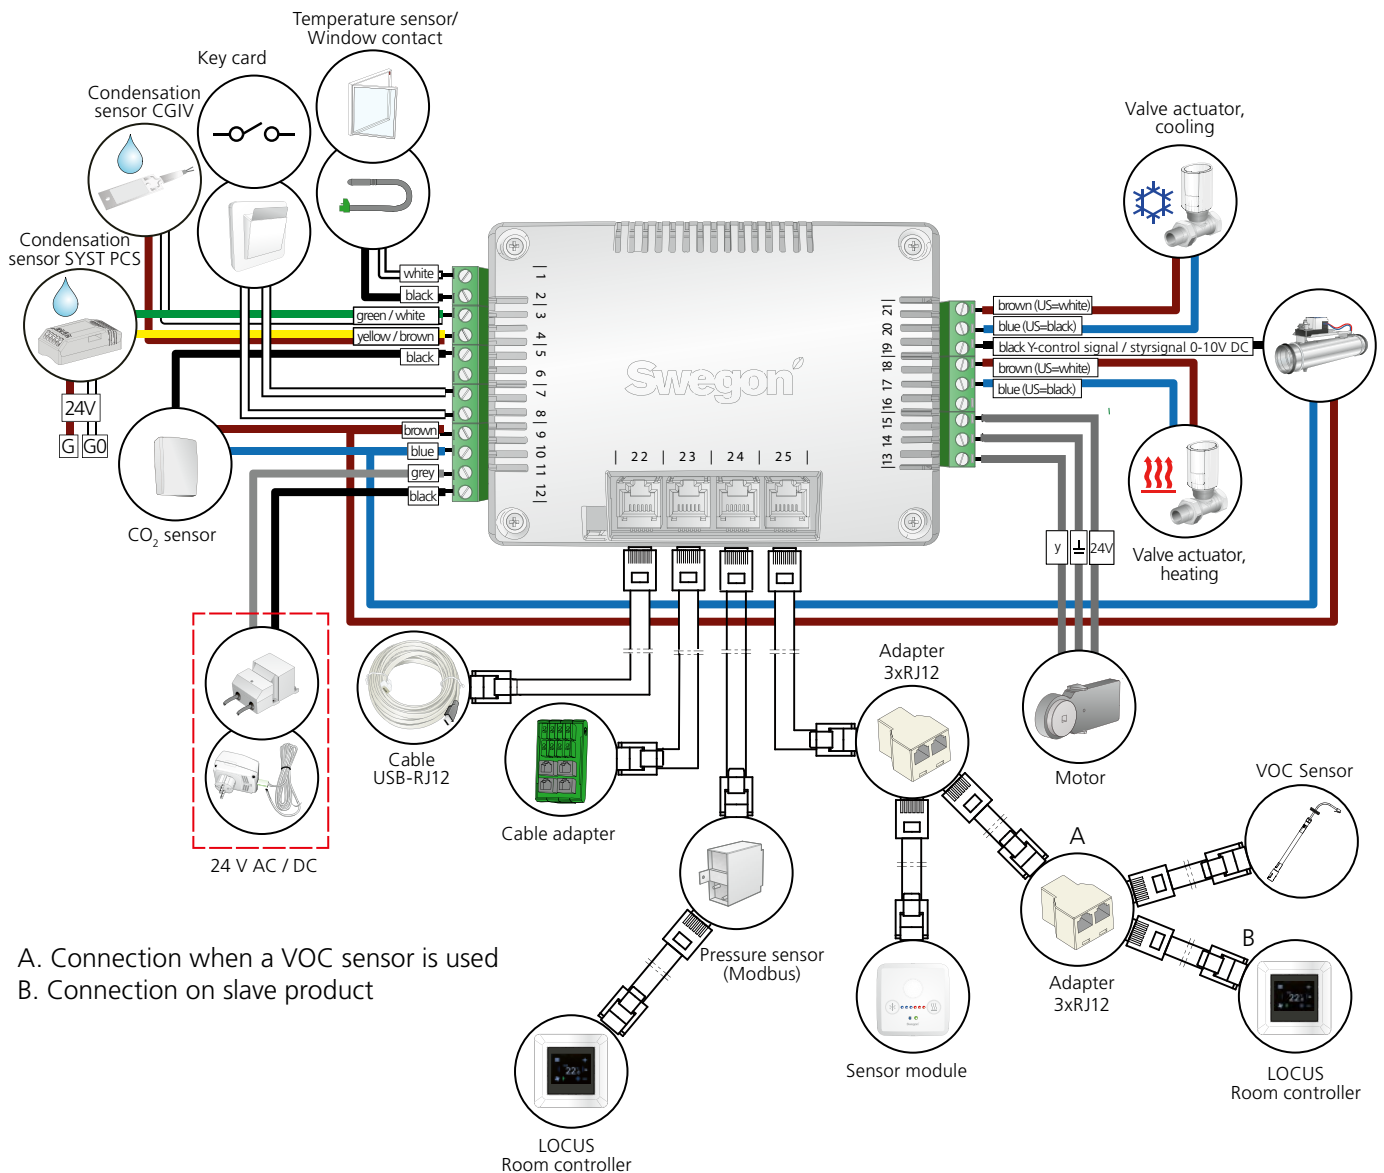 Temperature sensor/
Window contact
Key card
Condensation
sensor CGIV
Condensation
sensor SYST PCS
24V
G
G0
CO2 sensor
white
black
green / white
yellow / brown
black
brown
blue
grey
black
|1
2|
|3
4|
|5
6|
|7
8|
|9
10
11
12|
Swegon
| 22 | 23 | 24 | 25 |
21|
20
19
18
17
|16
15
14
|13
brown (US=white)
blue (US=black)
black Y-control signal / styrsignal 0-10V DC
brown (US=white)
blue (US=black)
Valve actuator,
cooling
Valve actuator,
heating
y
24V
Motor
24 V AC / DC
Cable
USB-RJ12
Cable adapter
Pressure sensor
(Modbus)
LOCUS
Room controller
Adapter
3xRJ12
Sensor module
A
Adapter
3xRJ12
VOC Sensor
B
LOCUS
Room controller
A. Connection when a VOC sensor is used
B. Connection on slave product